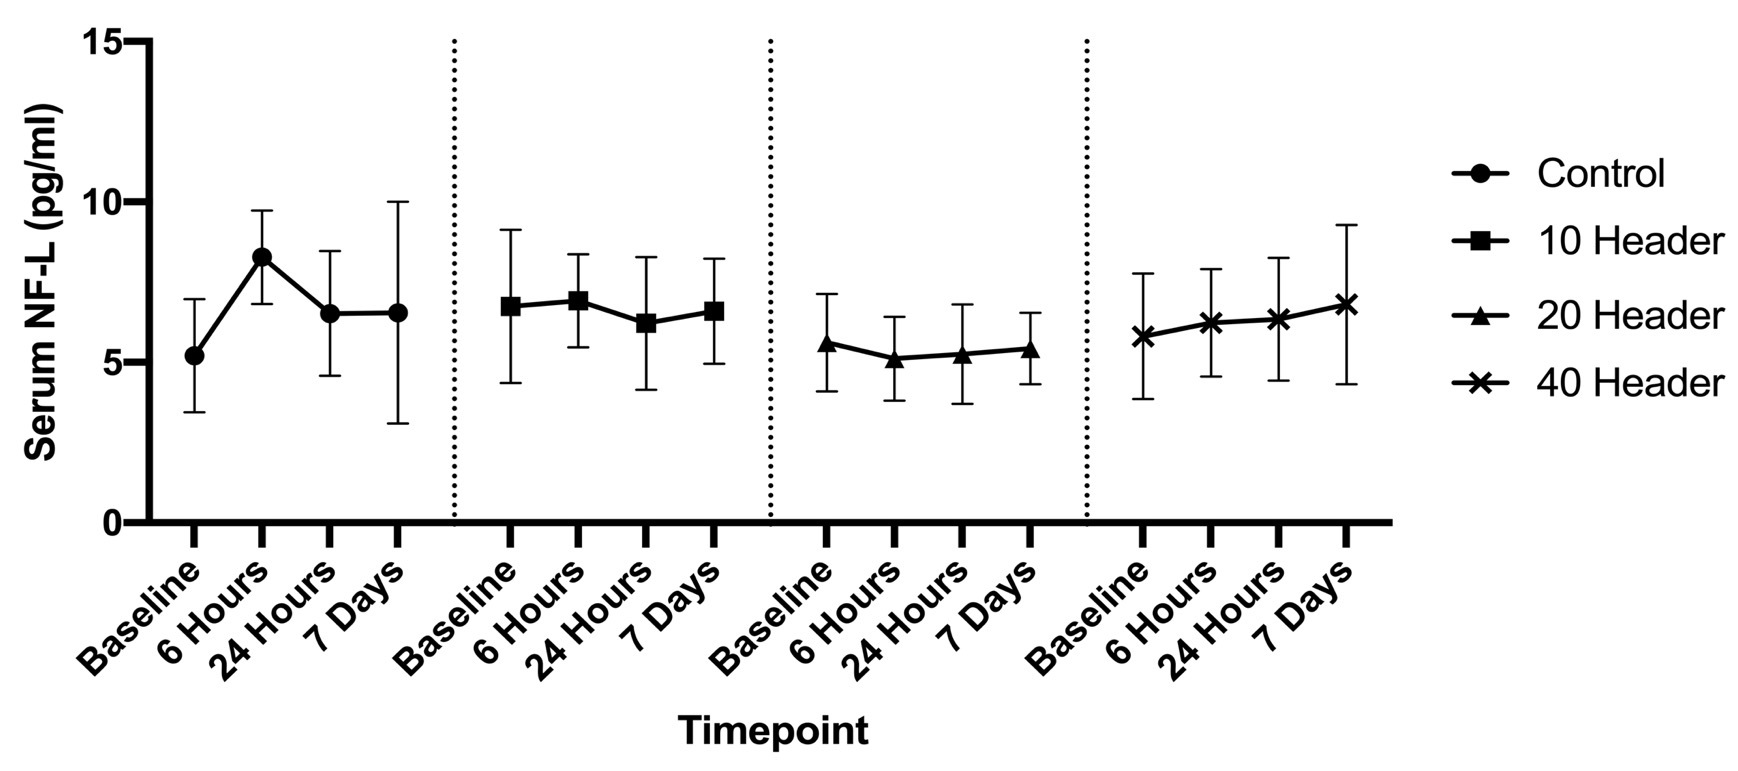 15
10
5
0
Serum NF-L (pg/ml)
Baseline
6 Hours
24 Hours
7 Days
Baseline
6 Hours
24 Hours
7 Days
Baseline
6 Hours
24 Hours
7 Days
Baseline
6 Hours
24 Hours
7 Days
Timepoint
Control
10 Header
20 Header
40 Header